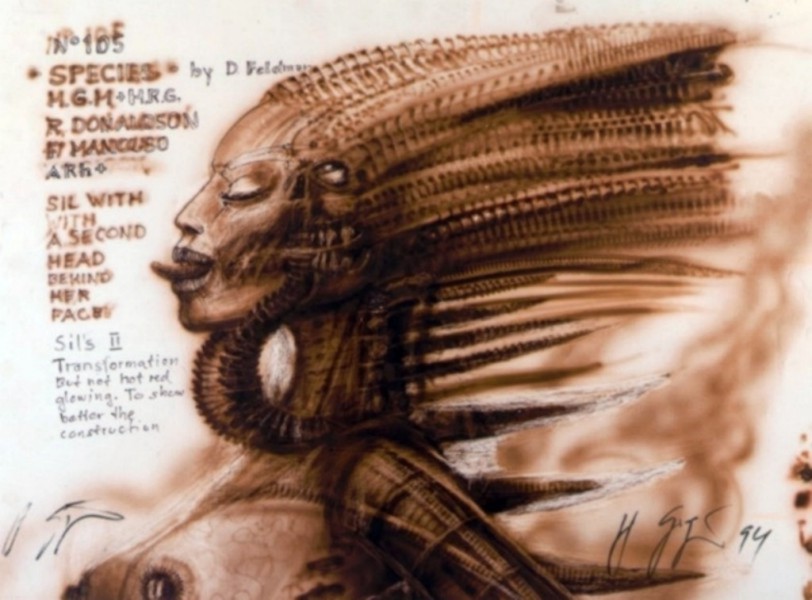 Nº 105
• SPECIES • by D. Feldman
M.G.M + H.R.G.
R. DONALDSON
F. MANCUSO
SIL WITH
WITH
A SECOND
HEAD
BEHIND
HER
FACE
Sil's II
Transformation
But not hot red
glowing. To show
better the
construction
94